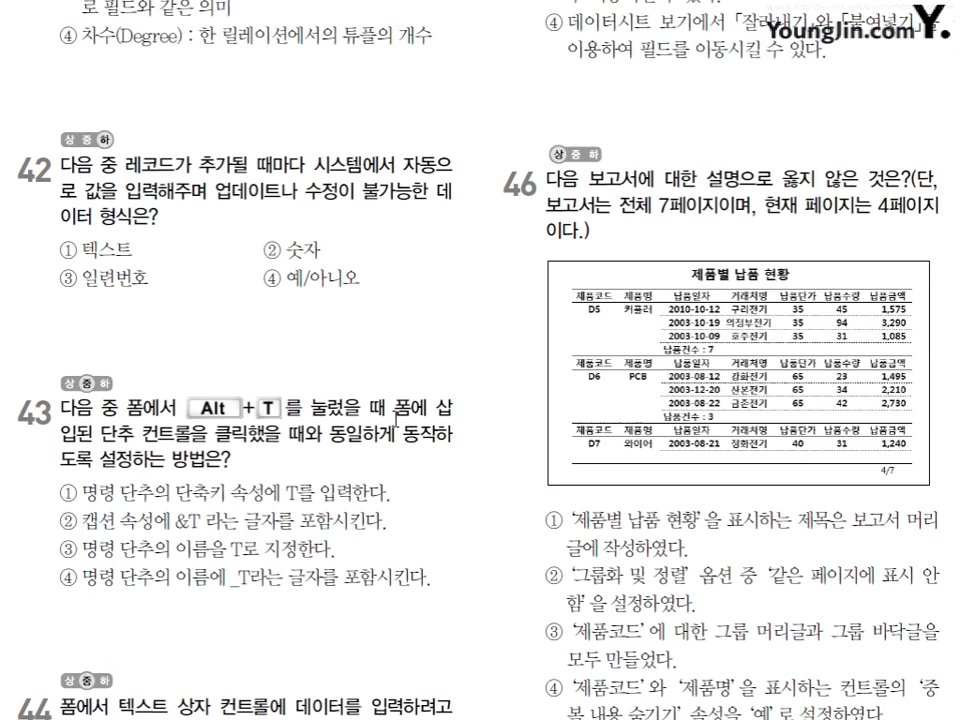 로 필드와 같은 의미
④ 차수(Degree) : 한 릴레이션에서의 튜플의 개수
상 중 하
42 다음 중 레코드가 추가될 때마다 시스템에서 자동으
로 값을 입력해주며 업데이트나 수정이 불가능한 데
이터 형식은?
① 텍스트 ② 숫자
③ 일련번호 ④ 예/아니오
상 중 하
43 다음 중 폼에서 Alt + T 를 눌렀을 때 폼에 삽
입된 단추 컨트롤을 클릭했을 때와 동일하게 동작하
도록 설정하는 방법은?
① 명령 단추의 단축키 속성에 T를 입력한다.
② 캡션 속성에 &T 라는 글자를 포함시킨다.
③ 명령 단추의 이름을 T로 지정한다.
④ 명령 단추의 이름에 _T라는 글자를 포함시킨다.
상 중 하
44 폼에서 텍스트 상자 컨트롤에 데이터를 입력하려고
④ 데이터시트 보기에서 「잘라내기」와 「붙여넣기」를
YoungJin.com Y.
이용하여 필드를 이동시킬 수 있다.
상 중 하
46 다음 보고서에 대한 설명으로 옳지 않은 것은?(단,
보고서는 전체 7페이지이며, 현재 페이지는 4페이지
이다.)
제품별 납품 현황
제품코드 제품명 납품일자 거래처명 납품단가 납품수량 납품금액
D5 커플러 2010-10-12 구리전기 35 45 1,575
2003-10-19 의정부전기 35 94 3,290
2003-10-09 호주전기 35 31 1,085
납품건수 : 7
제품코드 제품명 납품일자 거래처명 납품단가 납품수량 납품금액
D6 PCB 2003-08-12 강화전기 65 23 1,495
2003-12-20 산본전기 65 34 2,210
2003-08-22 금촌전기 65 42 2,730
납품건수 : 3
제품코드 제품명 납품일자 거래처명 납품단가 납품수량 납품금액
D7 와이어 2003-08-21 정화전기 40 31 1,240
4/7
① ‘제품별 납품 현황’을 표시하는 제목은 보고서 머리
글에 작성하였다.
② ‘그룹화 및 정렬’ 옵션 중 ‘같은 페이지에 표시 안
함’을 설정하였다.
③ ‘제품코드’에 대한 그룹 머리글과 그룹 바닥글을
모두 만들었다.
④ ‘제품코드’와 ‘제품명’을 표시하는 컨트롤의 ‘중
복 내용 숨기기’ 속성을 ‘예’로 설정하였다